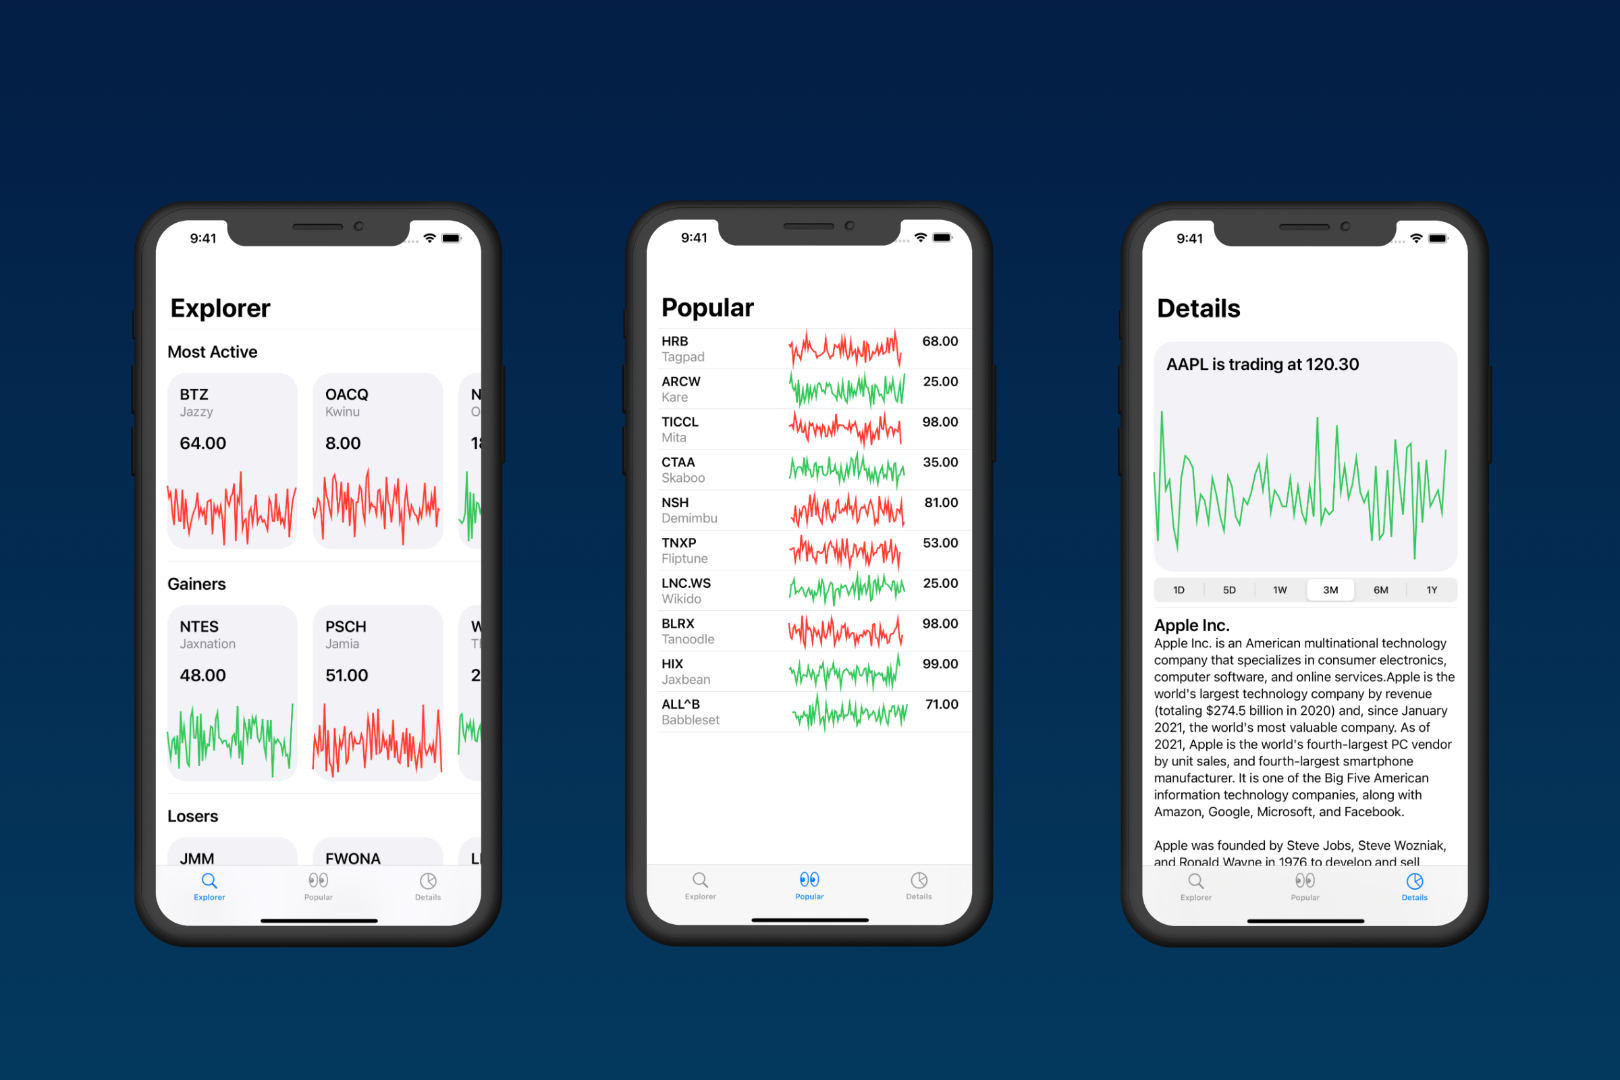 9:41
Explorer
Most Active
BTZ
Jazzy
64.00
OACQ
Kwinu
8.00
N
Gainers
NTES
Jaxnation
48.00
PSCH
Jamia
51.00
2
Losers
JMM
FWONA
Explorer
Popular
Details
9:41
Popular
HRB
Tagpad
68.00
ARCW
Kare
25.00
TICCL
Mita
98.00
CTAA
Skaboo
35.00
NSH
Demimbu
81.00
TNXP
Fliptune
53.00
LNC.WS
Wikido
25.00
BLRX
Tanoodle
98.00
HIX
Jaxbean
99.00
ALL^B
Babbleset
71.00
Explorer
Popular
Details
9:41
Details
AAPL is trading at 120.30
1D 5D 1W 3M 6M 1Y
Apple Inc.
Apple Inc. is an American multinational technology
company that specializes in consumer electronics,
computer software, and online services.Apple is the
world's largest technology company by revenue
(totaling $274.5 billion in 2020) and, since January
2021, the world's most valuable company. As of
2021, Apple is the world's fourth-largest PC vendor
by unit sales, and fourth-largest smartphone
manufacturer. It is one of the Big Five American
information technology companies, along with
Amazon, Google, Microsoft, and Facebook.
Apple was founded by Steve Jobs, Steve Wozniak,
and Ronald Wayne in 1976 to develop and sell
Explorer
Popular
Details